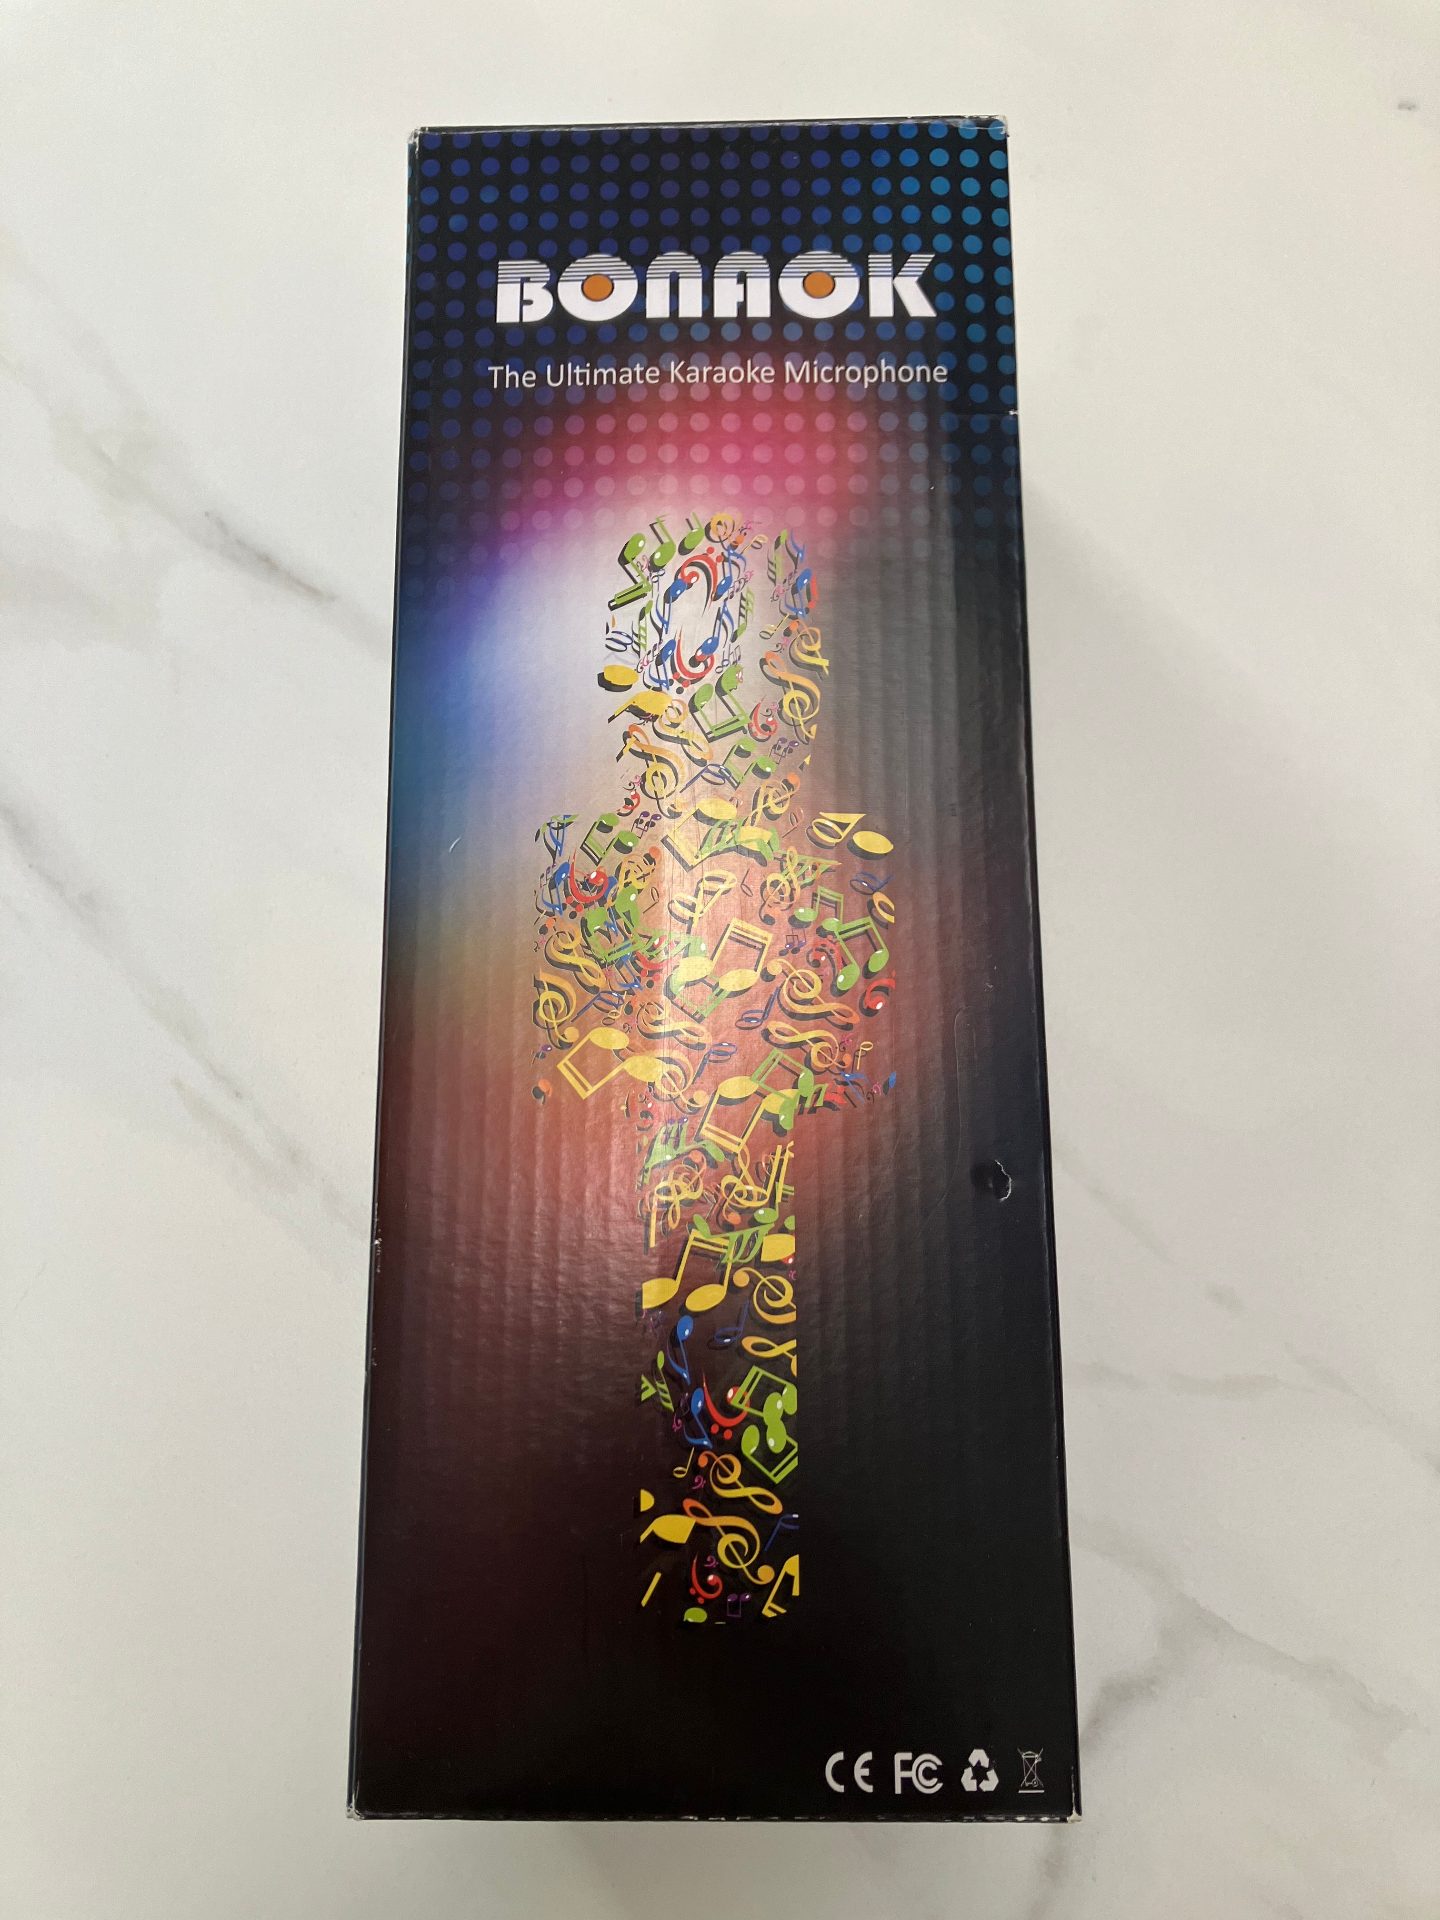 BONAOK
The Ultimate Karaoke Microphone
CE FC